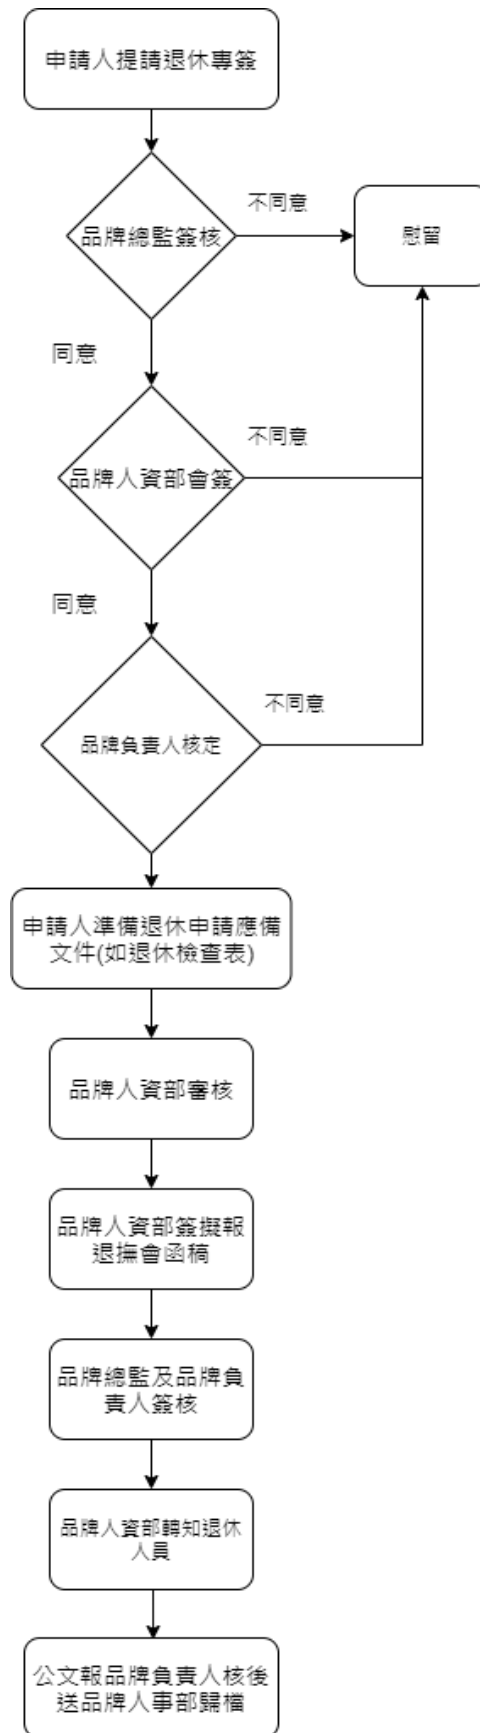 申請人提請退休專簽
品牌總監簽核
不同意
慰留
同意
品牌人資部會簽
不同意
同意
品牌負責人核定
不同意
申請人準備退休申請應備
文件(如退休檢查表)
品牌人資部審核
品牌人資部簽擬報
退撫會函稿
品牌總監及品牌負
責人簽核
品牌人資部轉知退休
人員
公文報品牌負責人核後
送品牌人事部歸檔